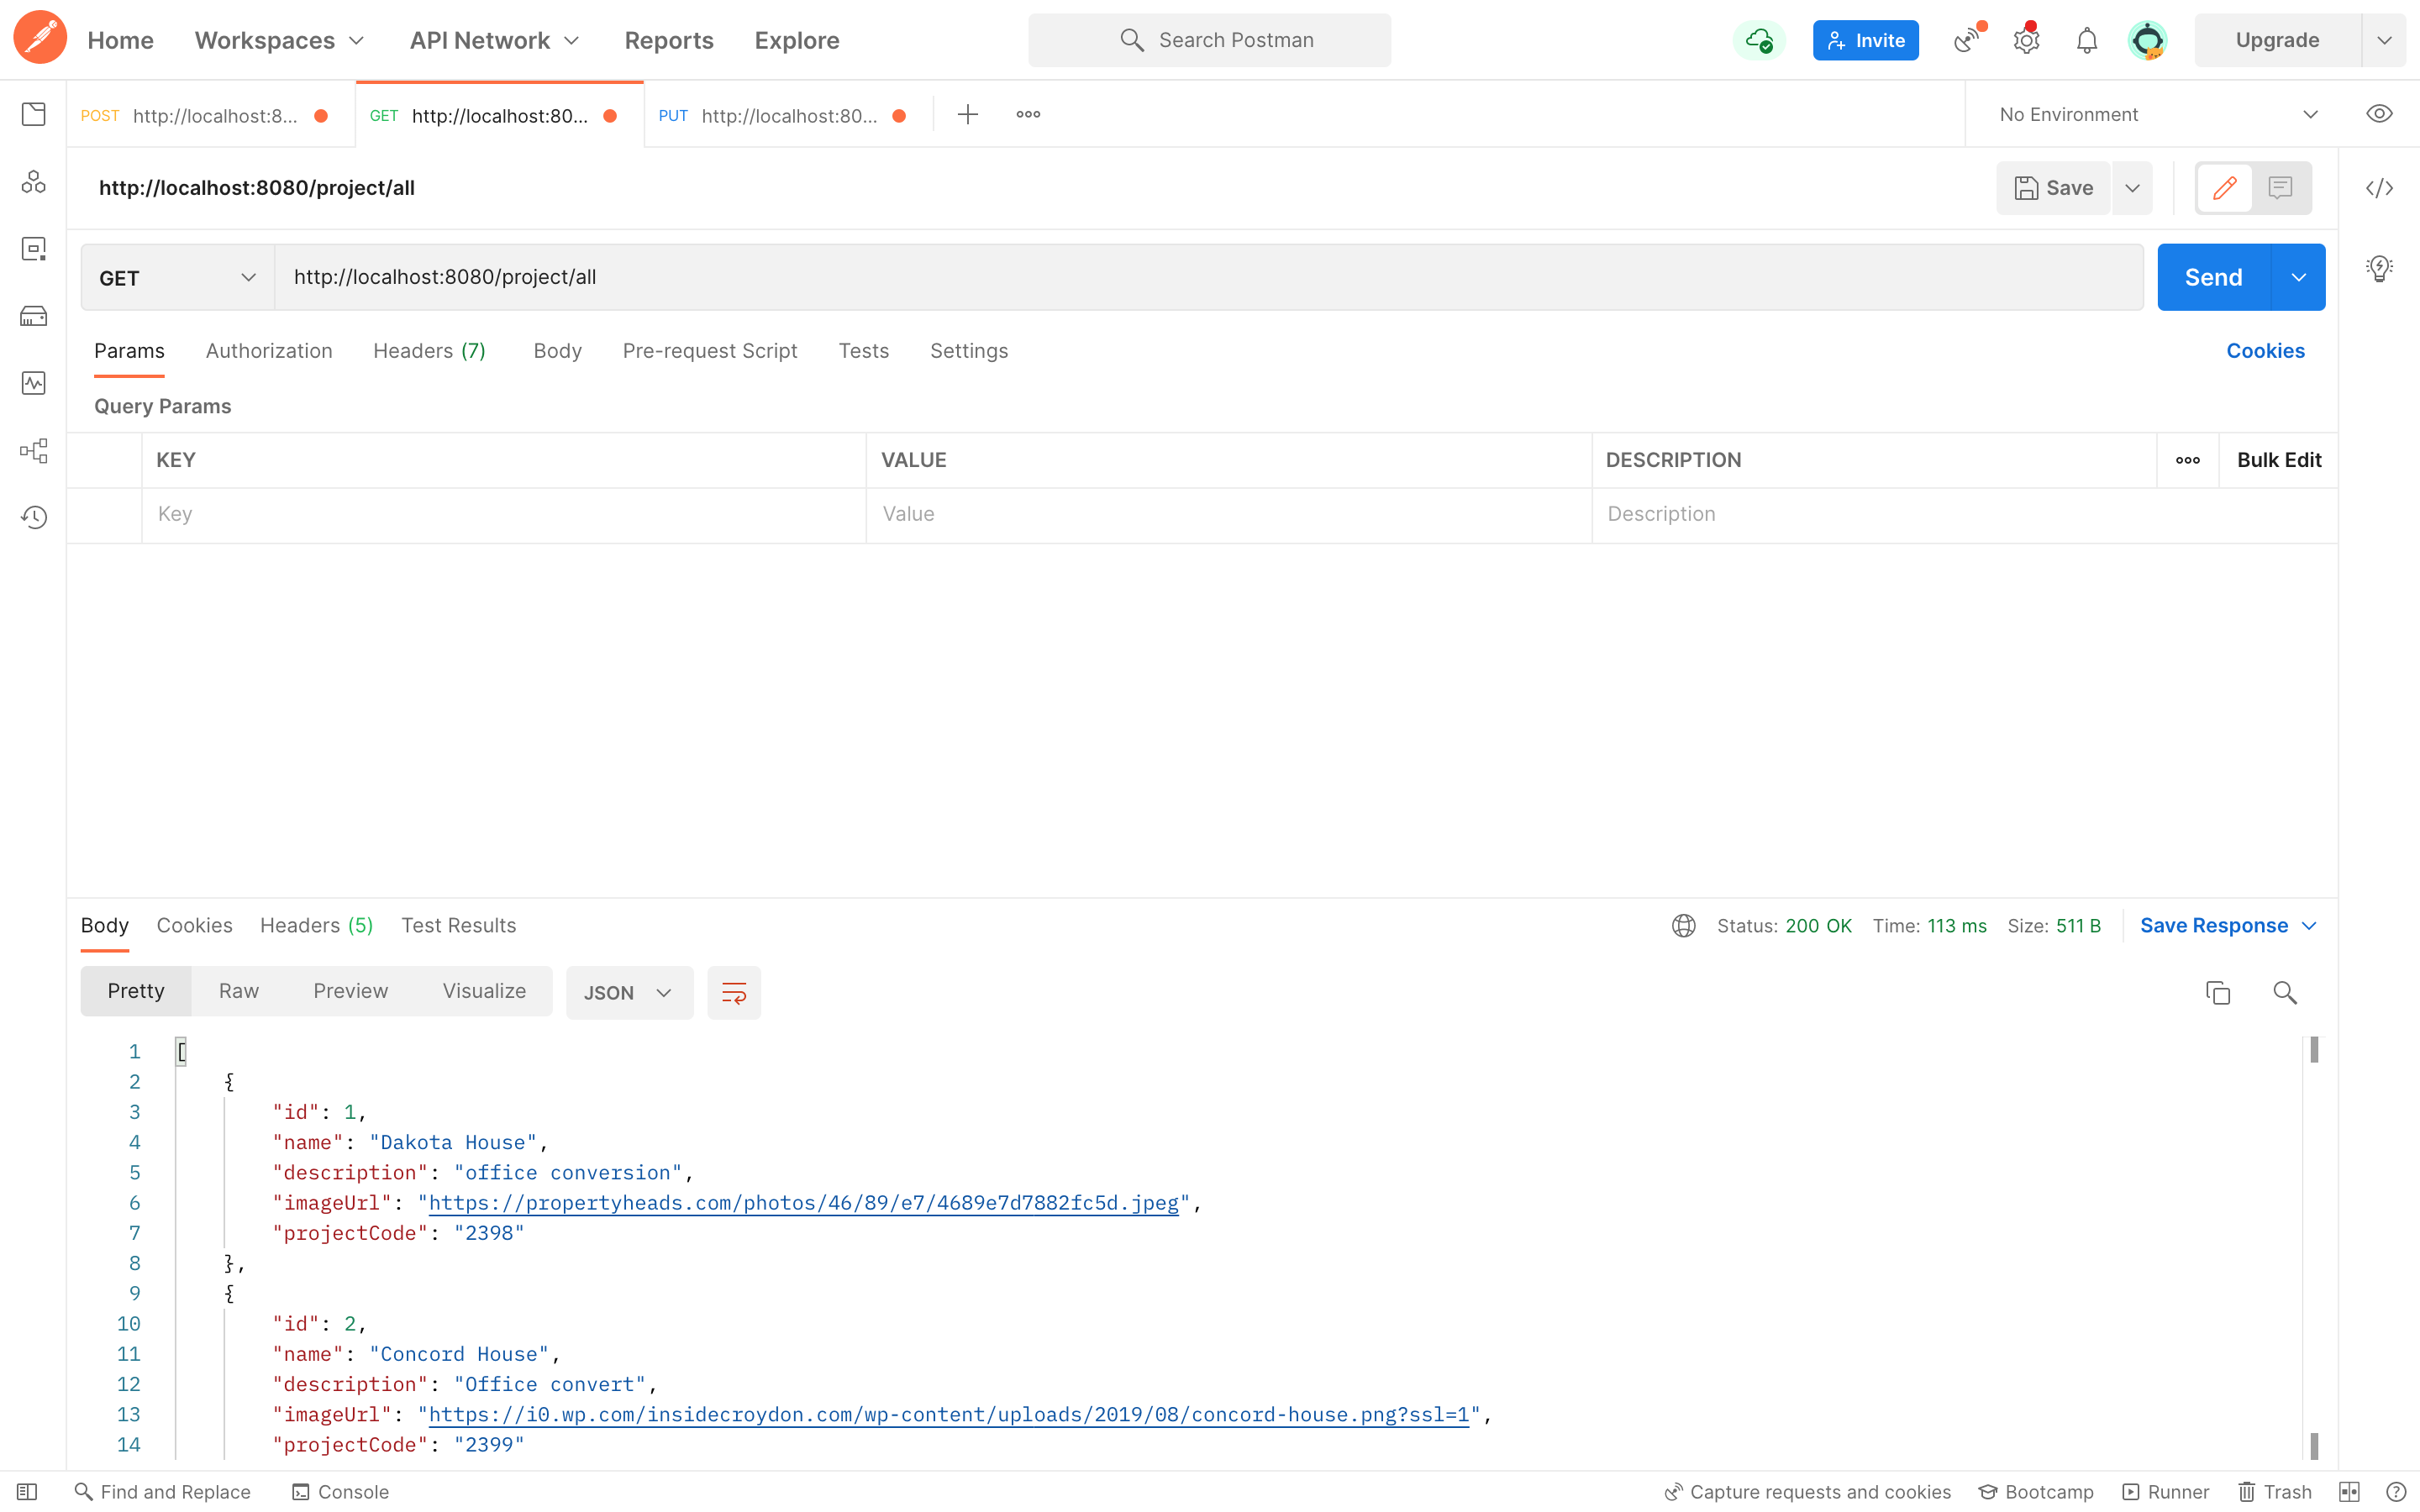 Home Workspaces API Network Reports Explore Search Postman Invite Upgrade
POST http://localhost:8... GET http://localhost:80... PUT http://localhost:80... No Environment
http://localhost:8080/project/all Save
GET http://localhost:8080/project/all Send
Params Authorization Headers (7) Body Pre-request Script Tests Settings Cookies
Query Params
KEY VALUE DESCRIPTION Bulk Edit
Key Value Description
Body Cookies Headers (5) Test Results Status: 200 OK Time: 113 ms Size: 511 B Save Response
Pretty Raw Preview Visualize JSON
1 [
2 {
3 "id": 1,
4 "name": "Dakota House",
5 "description": "office conversion",
6 "imageUrl": "https://propertyheads.com/photos/46/89/e7/4689e7d7882fc5d.jpeg",
7 "projectCode": "2398"
8 },
9 {
10 "id": 2,
11 "name": "Concord House",
12 "description": "Office convert",
13 "imageUrl": "https://i0.wp.com/insidecroydon.com/wp-content/uploads/2019/08/concord-house.png?ssl=1",
14 "projectCode": "2399"
Find and Replace Console Capture requests and cookies Bootcamp Runner Trash